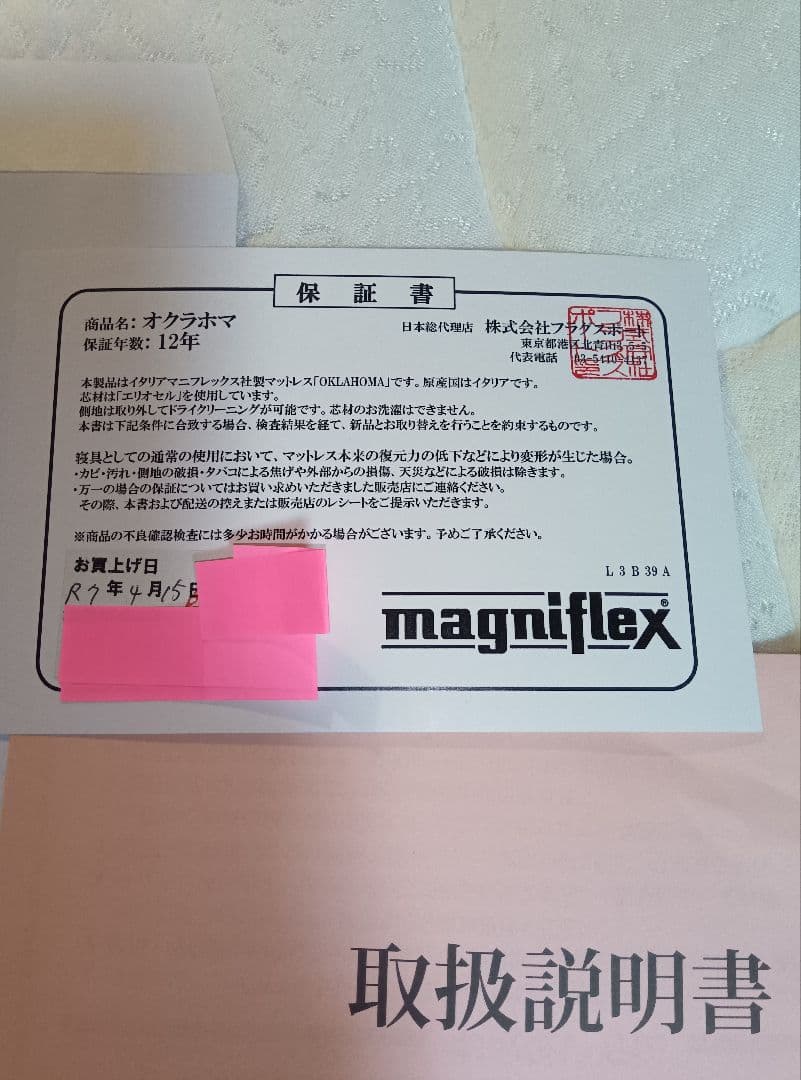 保証書
商品名：オクラホマ
保証年数：12年
日本総代理店 株式会社フラグスポート
東京都港区北青山
代表電話
本製品はイタリアマニフレックス社製マットレス「OKLAHOMA」です。原産国はイタリアです。
芯材は「エリオセル」を使用しています。
側地は取り外してドライクリーニングが可能です。芯材のお洗濯はできません。
本書は下記条件に合致する場合、検査結果を経て、新品とお取り替えを行うことを約束するものです。
寝具としての通常の使用において、マットレス本来の復元力の低下などにより変形が生じた場合。
・カビ・汚れ・側地の破損・タバコによる焦げや外部からの損傷、天災などによる破損は除きます。
・万一の場合の保証についてはお買い求めいただきました販売店にご連絡ください。
その際、本書および配送の控えまたは販売店のレシートをご提示いただきます。
※商品の不良確認検査には多少お時間がかかる場合がございます。予めご了承ください。
お買上げ日
R7年4月15日
L3B39A
magniflex®
取扱説明書